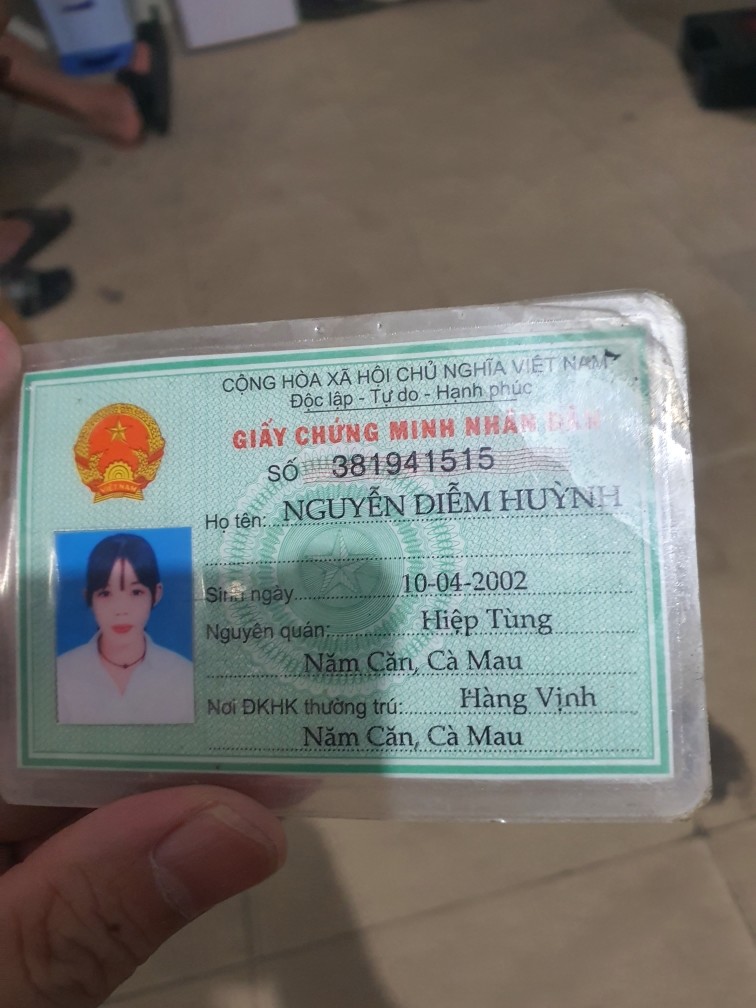 CỘNG HÒA XÃ HỘI CHỦ NGHĨA VIỆT NAM
Độc lập - Tự do - Hạnh phúc
GIẤY CHỨNG MINH NHÂN DÂN
SỐ 381941515
Họ tên: NGUYỄN DIỄM HUỲNH
Sinh ngày 10-04-2002
Nguyên quán: Hiệp Tùng
Năm Căn, Cà Mau
Nơi ĐKHK thường trú: Hàng Vịnh
Năm Căn, Cà Mau
VIỆT NAM